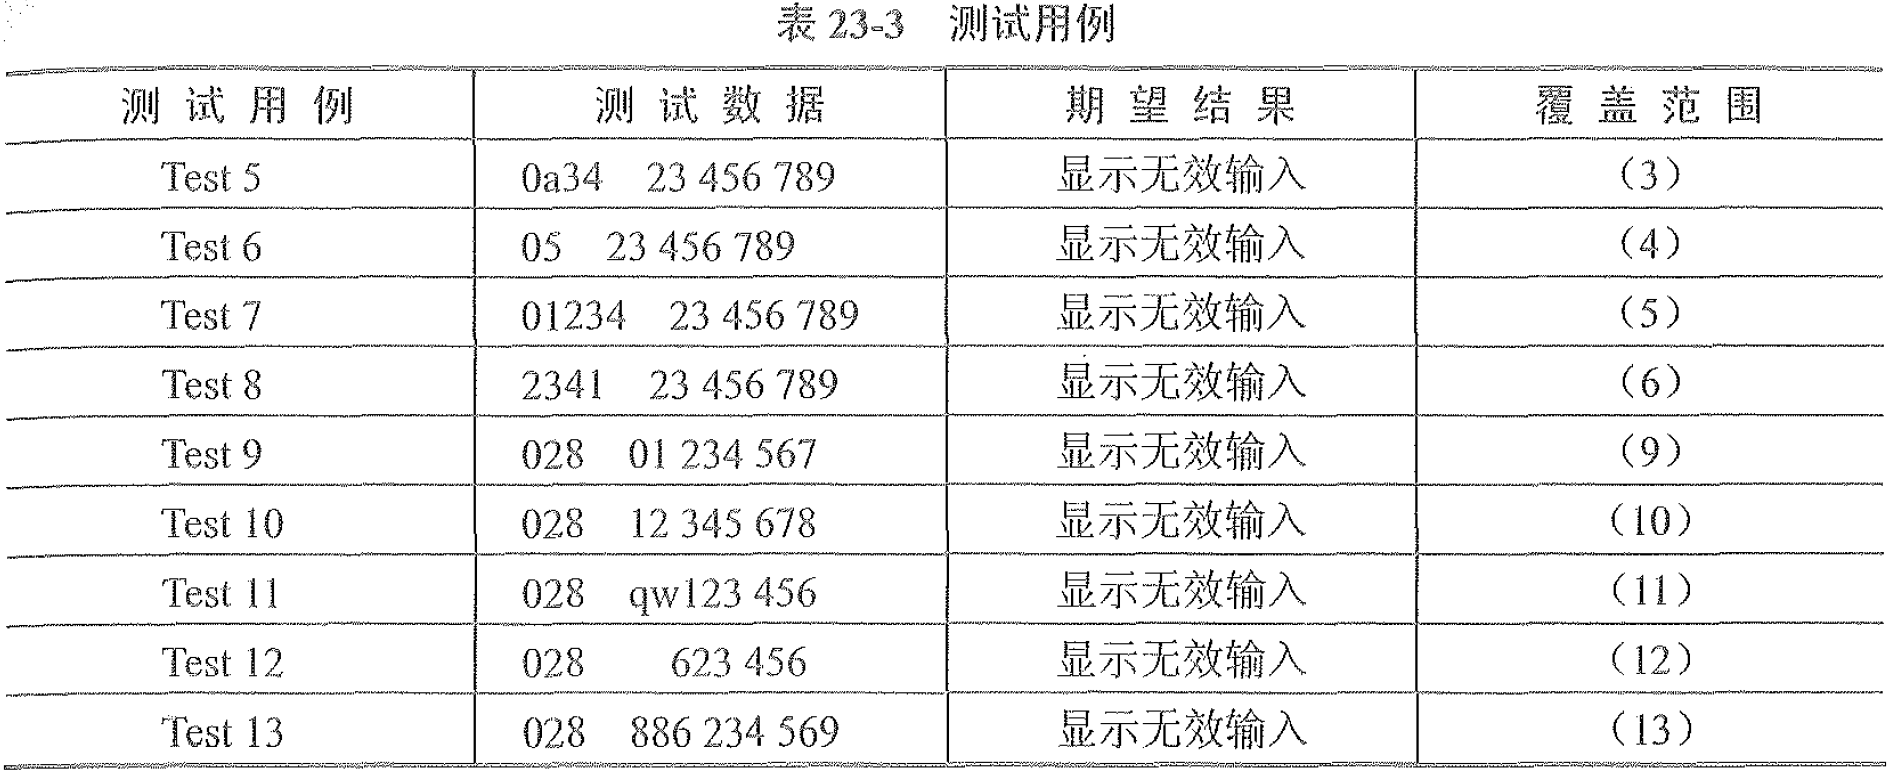 表 23-3 测试用例
测试用例 测试数据 期望结果 覆盖范围
Test 5 0a34 23 456 789 显示无效输入 (3)
Test 6 05 23 456 789 显示无效输入 (4)
Test 7 01234 23 456 789 显示无效输入 (5)
Test 8 2341 23 456 789 显示无效输入 (6)
Test 9 028 01 234 567 显示无效输入 (9)
Test 10 028 12 345 678 显示无效输入 (10)
Test 11 028 qw123 456 显示无效输入 (11)
Test 12 028 623 456 显示无效输入 (12)
Test 13 028 886 234 569 显示无效输入 (13)